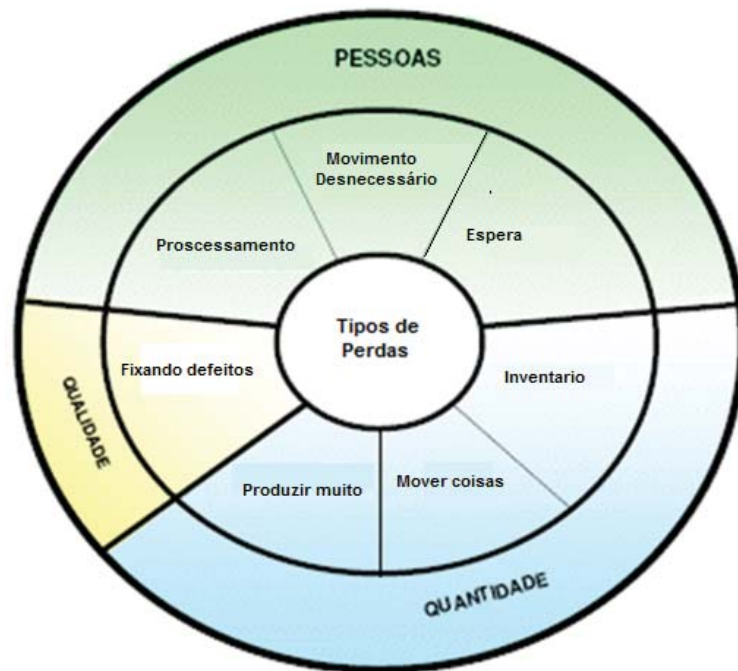 PESSOAS
Movimento
Desnecessário
Espera
Proscessamento
Tipos de
Perdas
Fixando defeitos
Inventario
QUALIDADE
Produzir muito
Mover coisas
QUANTIDADE